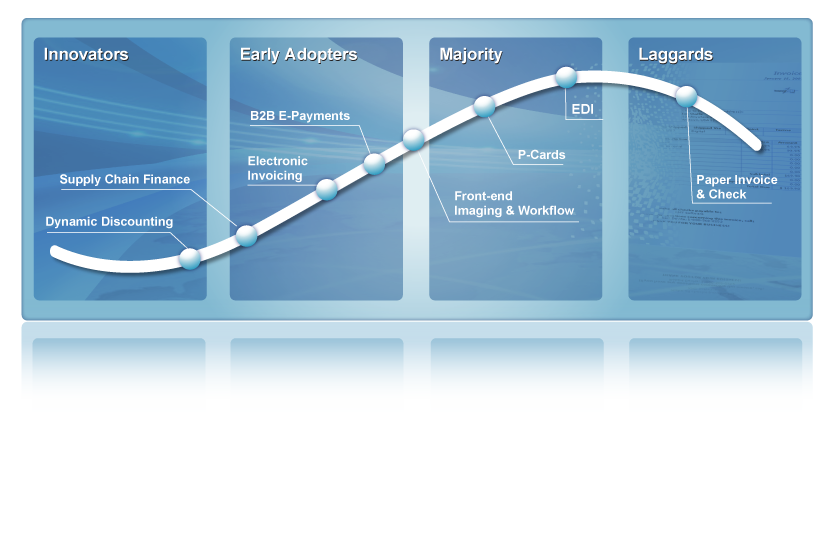 Innovators
Early Adopters
Majority
Laggards
B2B E-Payments
EDI
Electronic
Invoicing
P-Cards
Supply Chain Finance
Paper Invoice
& Check
Front-end
Imaging & Workflow
Dynamic Discounting